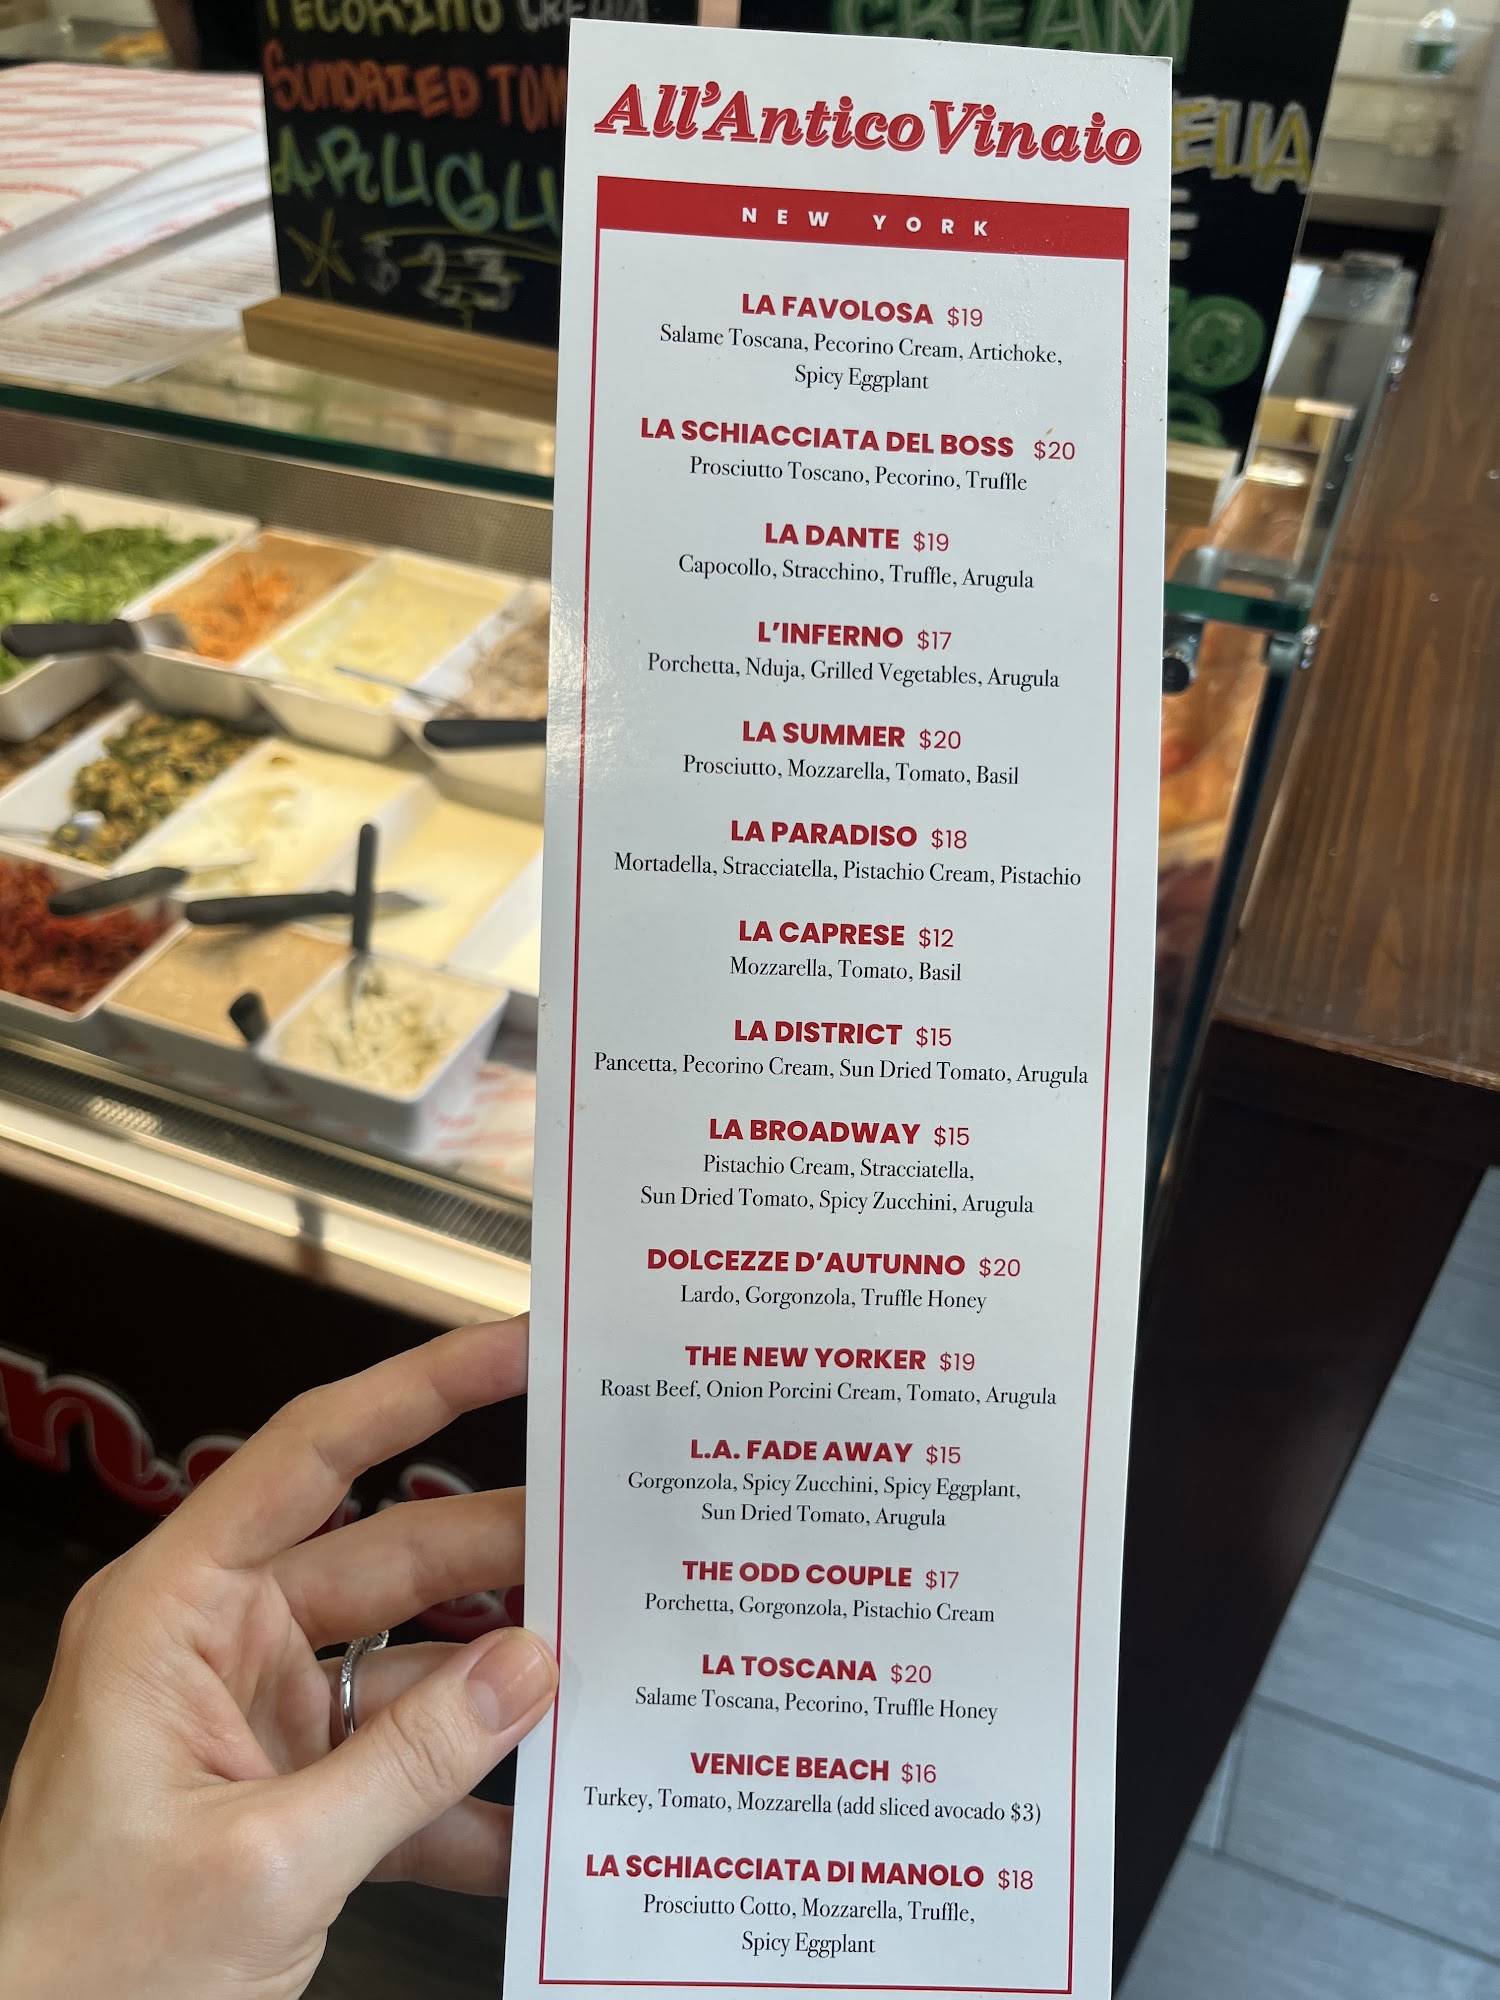 PECORINO CREAM
SUNDRIED TOM
ARUGU
$23
CREAM
All'Antico Vinaio
NEW YORK
LA FAVOLOSA $19
Salame Toscana, Pecorino Cream, Artichoke,
Spicy Eggplant
LA SCHIACCIATA DEL BOSS $20
Prosciutto Toscano, Pecorino, Truffle
LA DANTE $19
Capocollo, Stracchino, Truffle, Arugula
L'INFERNO $17
Porchetta, Nduja, Grilled Vegetables, Arugula
LA SUMMER $20
Prosciutto, Mozzarella, Tomato, Basil
LA PARADISO $18
Mortadella, Stracciatella, Pistachio Cream, Pistachio
LA CAPRESE $12
Mozzarella, Tomato, Basil
LA DISTRICT $15
Pancetta, Pecorino Cream, Sun Dried Tomato, Arugula
LA BROADWAY $15
Pistachio Cream, Stracciatella,
Sun Dried Tomato, Spicy Zucchini, Arugula
DOLCEZZE D'AUTUNNO $20
Lardo, Gorgonzola, Truffle Honey
THE NEW YORKER $19
Roast Beef, Onion Porcini Cream, Tomato, Arugula
L.A. FADE AWAY $15
Gorgonzola, Spicy Zucchini, Spicy Eggplant,
Sun Dried Tomato, Arugula
THE ODD COUPLE $17
Porchetta, Gorgonzola, Pistachio Cream
LA TOSCANA $20
Salame Toscana, Pecorino, Truffle Honey
VENICE BEACH $16
Turkey, Tomato, Mozzarella (add sliced avocado $3)
LA SCHIACCIATA DI MANOLO $18
Prosciutto Cotto, Mozzarella, Truffle,
Spicy Eggplant